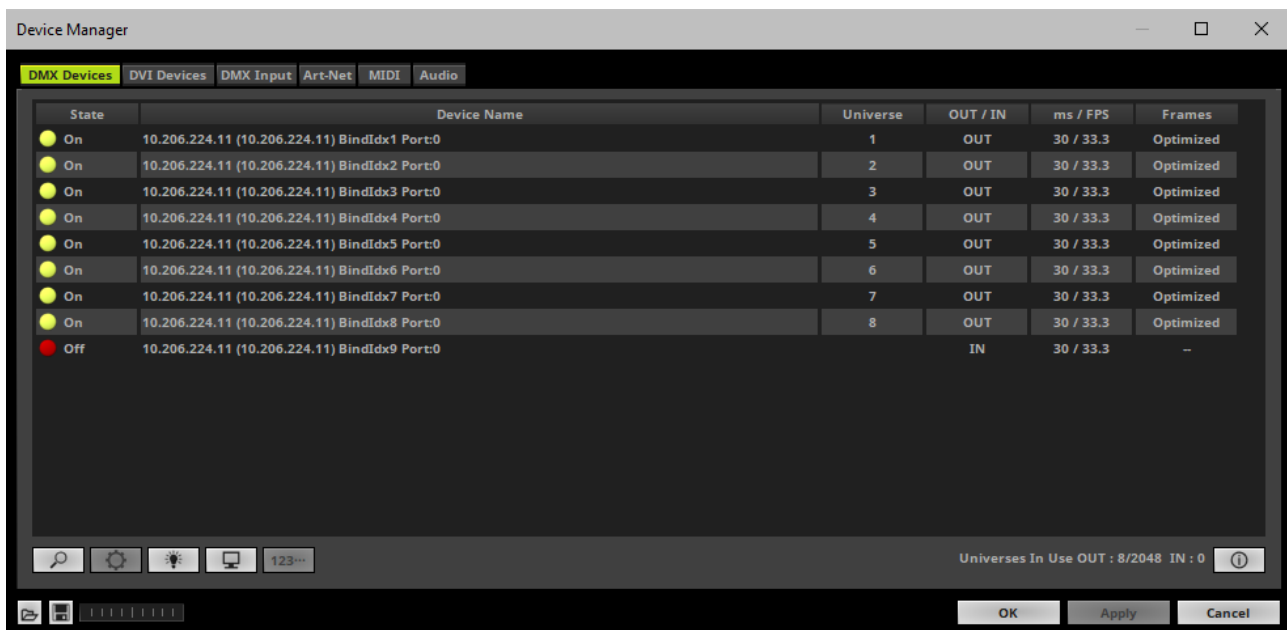 Device Manager
DMX Devices DVI Devices DMX Input Art-Net MIDI Audio
State Device Name Universe OUT / IN ms / FPS Frames
On 10.206.224.11 (10.206.224.11) BindIdx1 Port:0 1 OUT 30 / 33.3 Optimized
On 10.206.224.11 (10.206.224.11) BindIdx2 Port:0 2 OUT 30 / 33.3 Optimized
On 10.206.224.11 (10.206.224.11) BindIdx3 Port:0 3 OUT 30 / 33.3 Optimized
On 10.206.224.11 (10.206.224.11) BindIdx4 Port:0 4 OUT 30 / 33.3 Optimized
On 10.206.224.11 (10.206.224.11) BindIdx5 Port:0 5 OUT 30 / 33.3 Optimized
On 10.206.224.11 (10.206.224.11) BindIdx6 Port:0 6 OUT 30 / 33.3 Optimized
On 10.206.224.11 (10.206.224.11) BindIdx7 Port:0 7 OUT 30 / 33.3 Optimized
On 10.206.224.11 (10.206.224.11) BindIdx8 Port:0 8 OUT 30 / 33.3 Optimized
Off 10.206.224.11 (10.206.224.11) BindIdx9 Port:0 IN 30 / 33.3 --
123... Universes In Use OUT : 8/2048 IN : 0
OK Apply Cancel